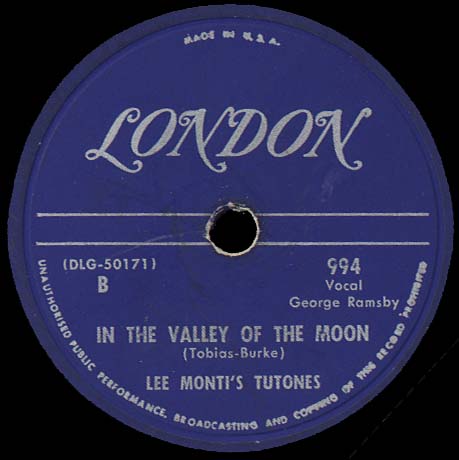 MADE IN U.S.A.
LONDON
(DLG-50171)
B
994
Vocal
George Ramsby
IN THE VALLEY OF THE MOON
(Tobias-Burke)
LEE MONTI'S TUTONES
UNAUTHORISED PUBLIC PERFORMANCE, BROADCASTING AND COPYING OF THIS RECORD PROHIBITED